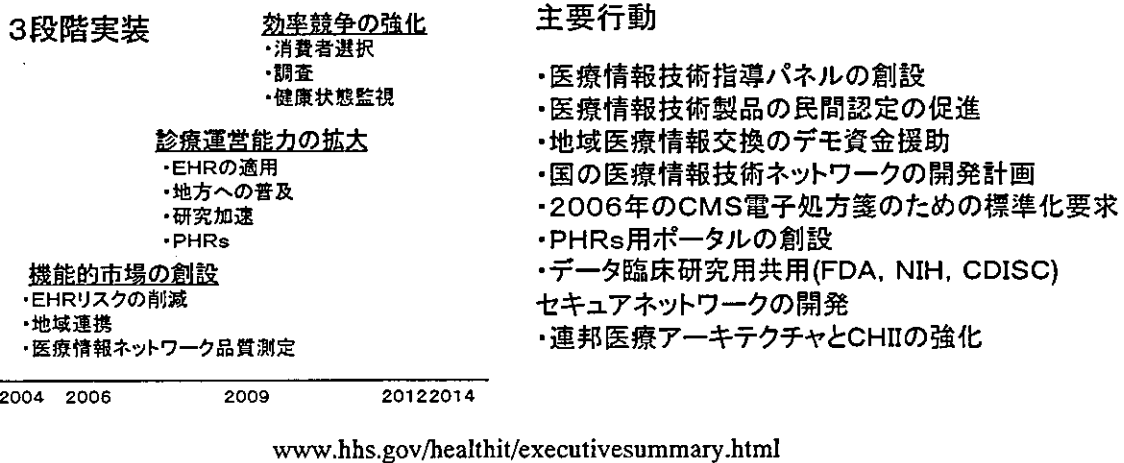 3段階実装
効率競争の強化
・消費者選択
・調査
・健康状態監視
診療運営能力の拡大
・EHRの適用
・地方への普及
・研究加速
・PHRs
機能的市場の創設
・EHRリスクの削減
・地域連携
・医療情報ネットワーク品質測定
2004 2006 2009 20122014
主要行動
・医療情報技術指導パネルの創設
・医療情報技術製品の民間認定の促進
・地域医療情報交換のデモ資金援助
・国の医療情報技術ネットワークの開発計画
・2006年のCMS電子処方箋のための標準化要求
・PHRs用ポータルの創設
・データ臨床研究用共用(FDA, NIH, CDISC)
セキュアネットワークの開発
・連邦医療アーキテクチャとCHIIの強化
www.hhs.gov/healthit/executivesummary.html